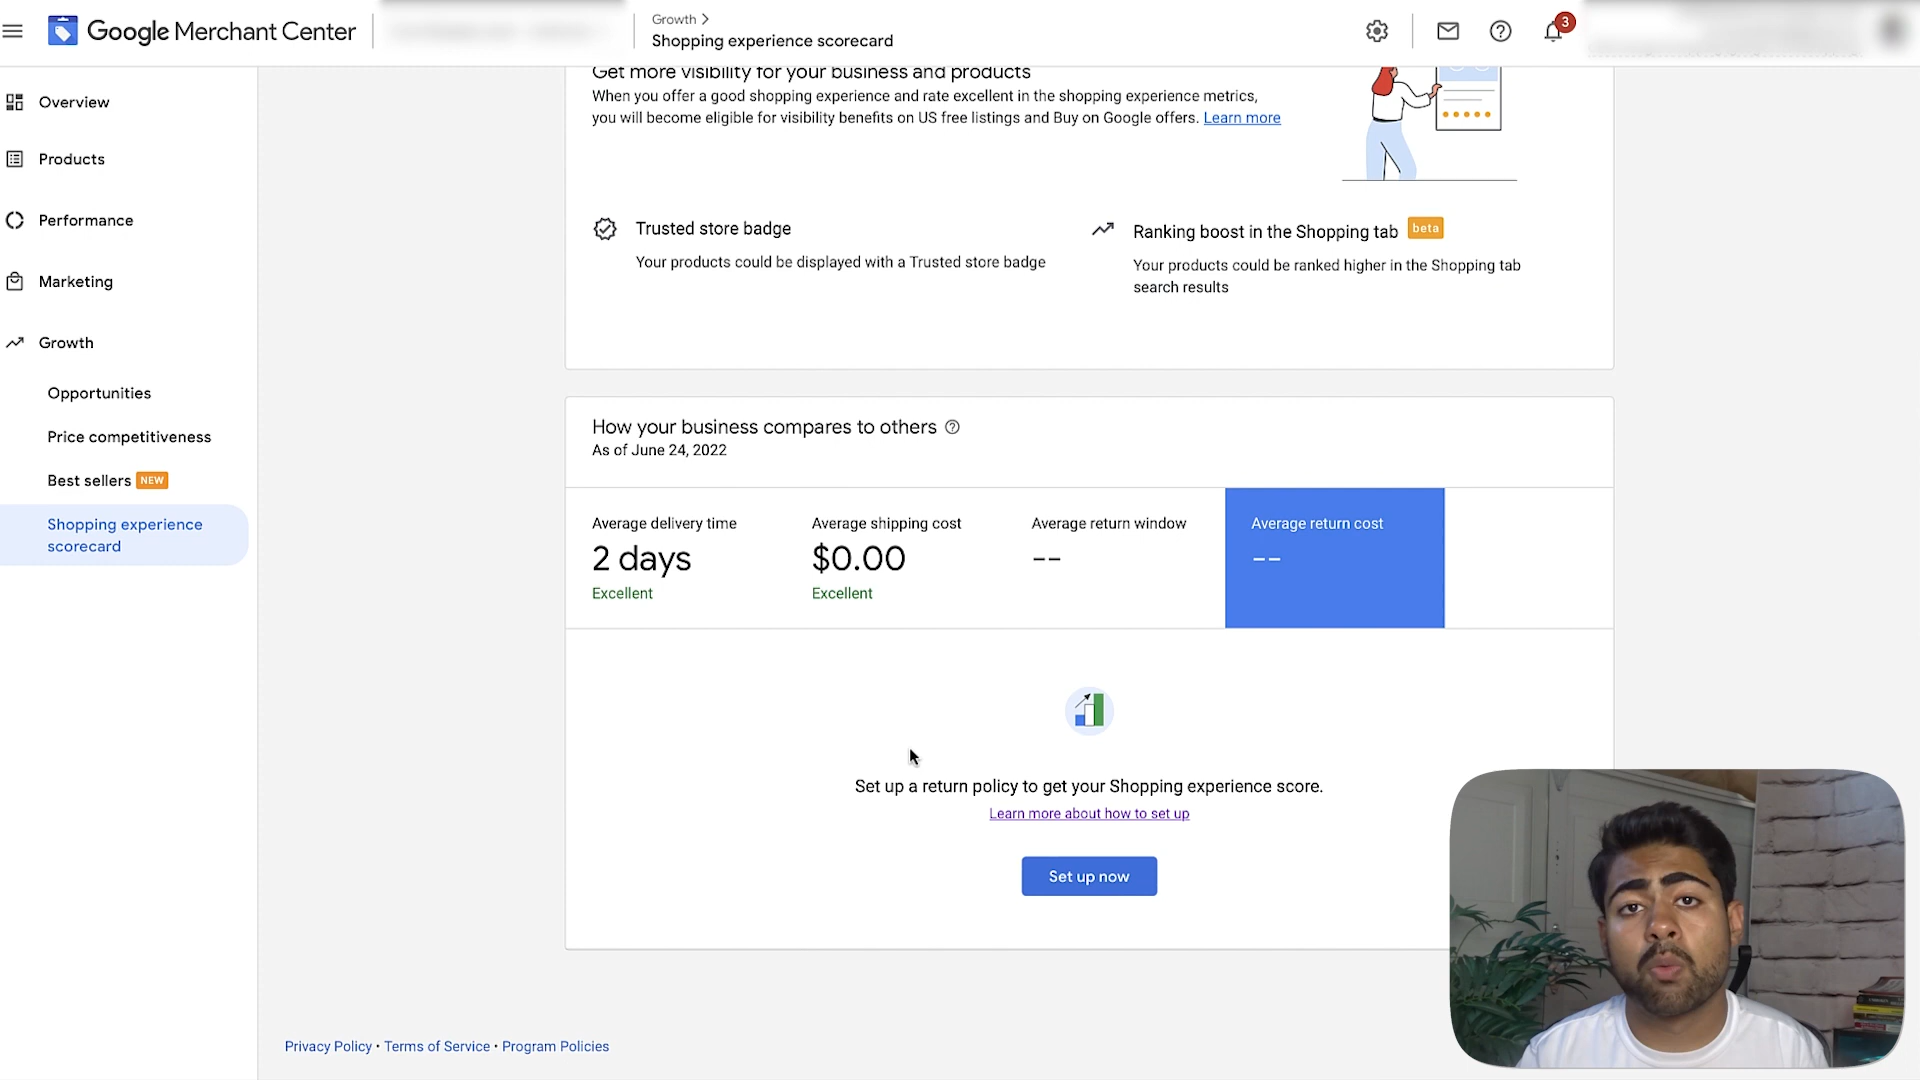 Google Merchant Center
Growth
Shopping experience scorecard
3
Overview
Products
Performance
Marketing
Growth
Opportunities
Price competitiveness
Best sellers NEW
Shopping experience
scorecard
Get more visibility for your business and products
When you offer a good shopping experience and rate excellent in the shopping experience metrics,
you will become eligible for visibility benefits on US free listings and Buy on Google offers. Learn more
Trusted store badge
Your products could be displayed with a Trusted store badge
Ranking boost in the Shopping tab beta
Your products could be ranked higher in the Shopping tab
search results
How your business compares to others
As of June 24, 2022
Average delivery time
2 days
Excellent
Average shipping cost
$0.00
Excellent
Average return window
--
Average return cost
--
Set up a return policy to get your Shopping experience score.
Learn more about how to set up
Set up now
Privacy Policy • Terms of Service • Program Policies